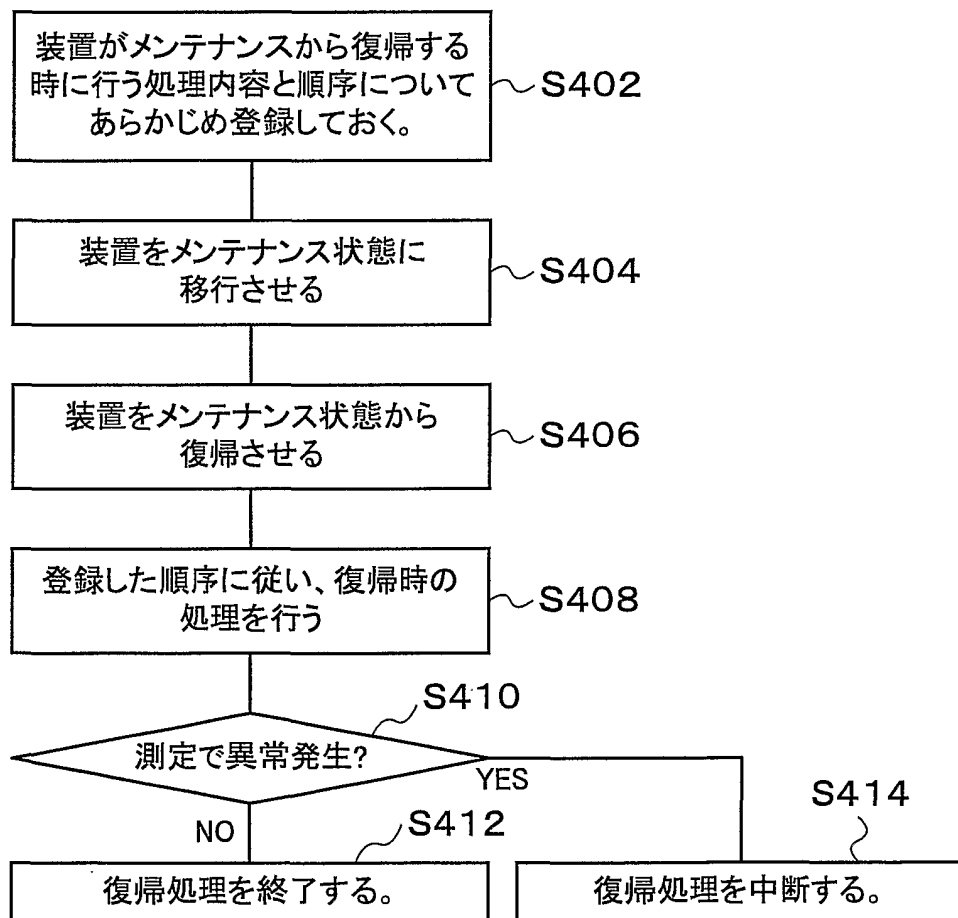 装置がメンテナンスから復帰する
時に行う処理内容と順序について
あらかじめ登録しておく。
S402
装置をメンテナンス状態に
移行させる
S404
装置をメンテナンス状態から
復帰させる
S406
登録した順序に従い、復帰時の
処理を行う
S408
S410
測定で異常発生?
YES
NO
S412
復帰処理を終了する。
S414
復帰処理を中断する。